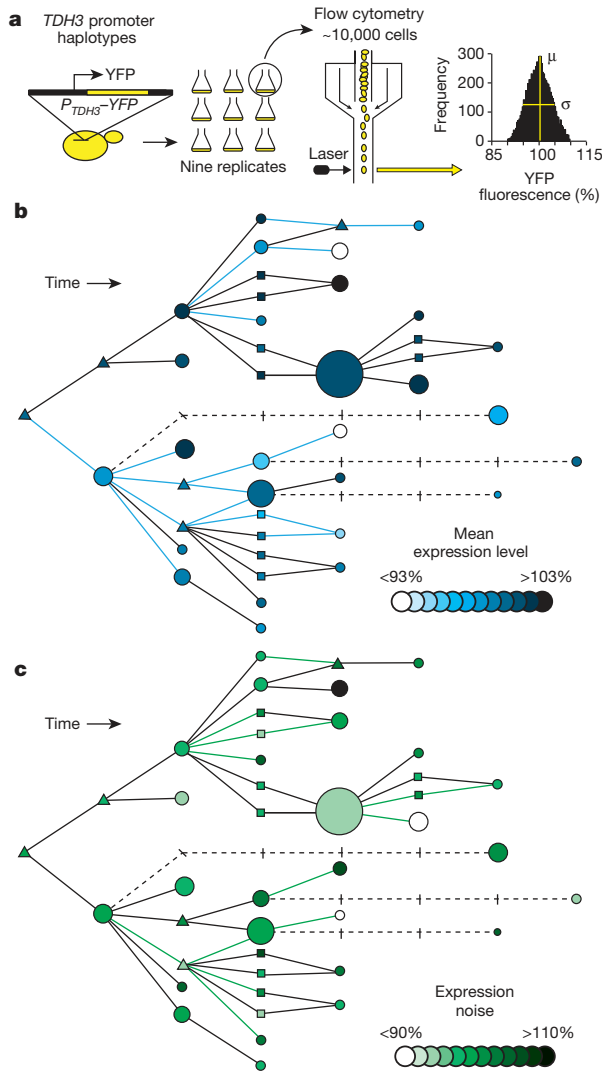 a
TDH3 promoter
haplotypes
YFP
P_TDH3–YFP
Nine replicates
Flow cytometry
~10,000 cells
Laser
Frequency
300
200
100
0
μ
σ
85 100 115
YFP
fluorescence (%)
b
Time
Mean
expression level
<93% >103%
c
Time
Expression
noise
<90% >110%